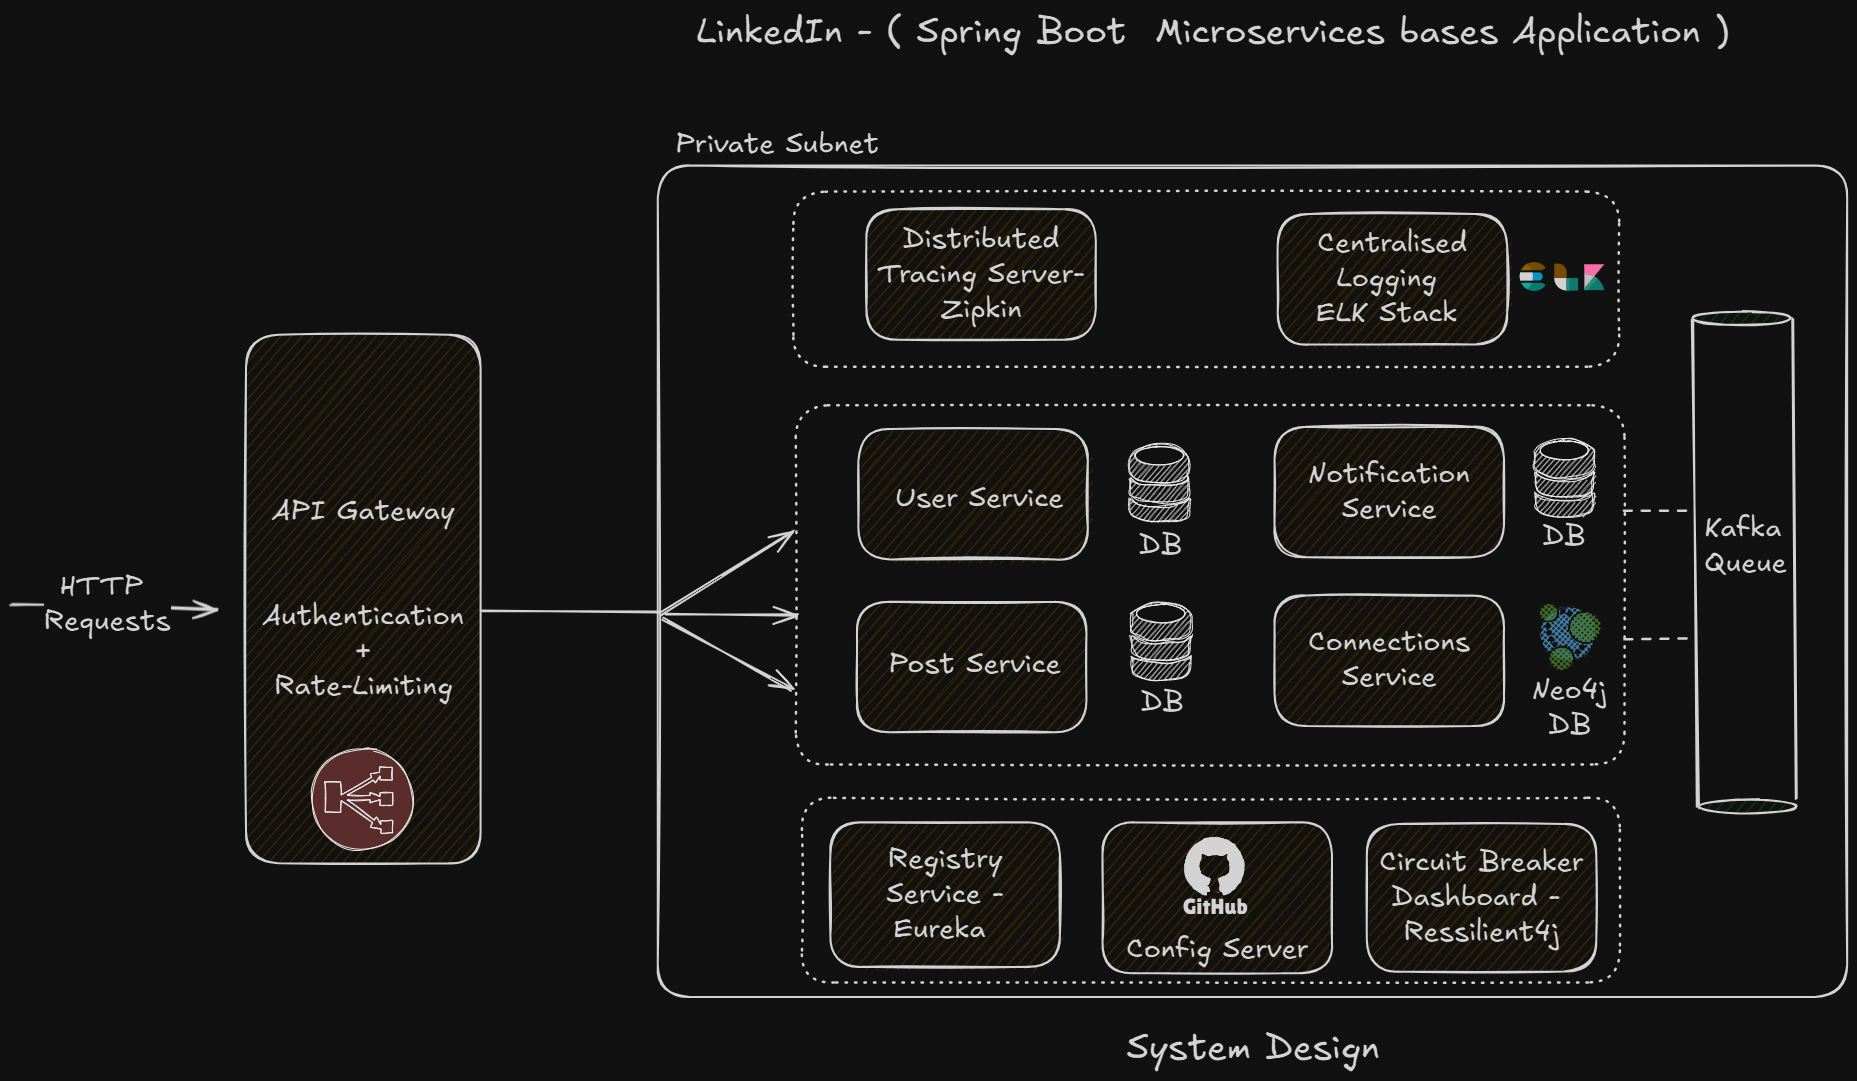 LinkedIn - ( Spring Boot Microservices bases Application )
Private Subnet
Distributed
Tracing Server-
Zipkin
Centralised
Logging
ELK Stack
ELK
API Gateway
Authentication
+
Rate-Limiting
HTTP
Requests
User Service
DB
Notification
Service
DB
Post Service
DB
Connections
Service
Neo4j
DB
Kafka
Queue
Registry
Service -
Eureka
GitHub
Config Server
Circuit Breaker
Dashboard -
Ressilient4j
System Design